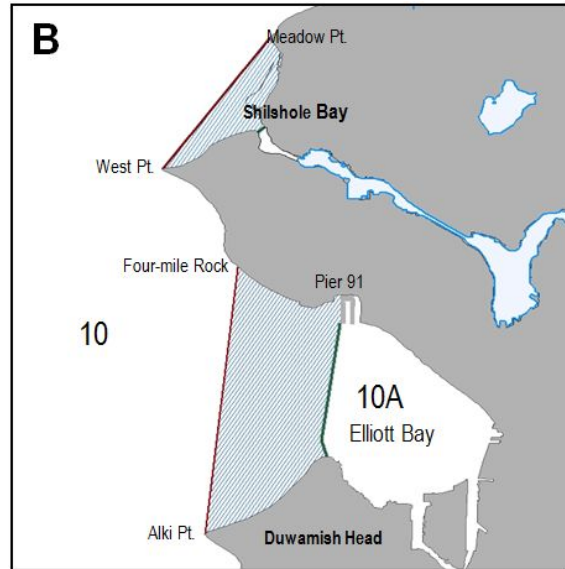 B
Meadow Pt.
Shilshole Bay
West Pt.
Four-mile Rock
Pier 91
10
10A
Elliott Bay
Alki Pt.
Duwamish Head